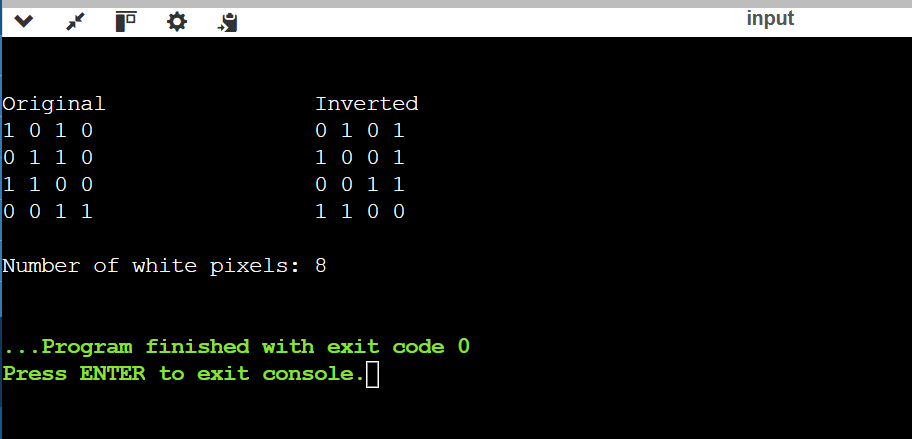 input
Original Inverted
1 0 1 0 0 1 0 1
0 1 1 0 1 0 0 1
1 1 0 0 0 0 1 1
0 0 1 1 1 1 0 0
Number of white pixels: 8
...Program finished with exit code 0
Press ENTER to exit console.